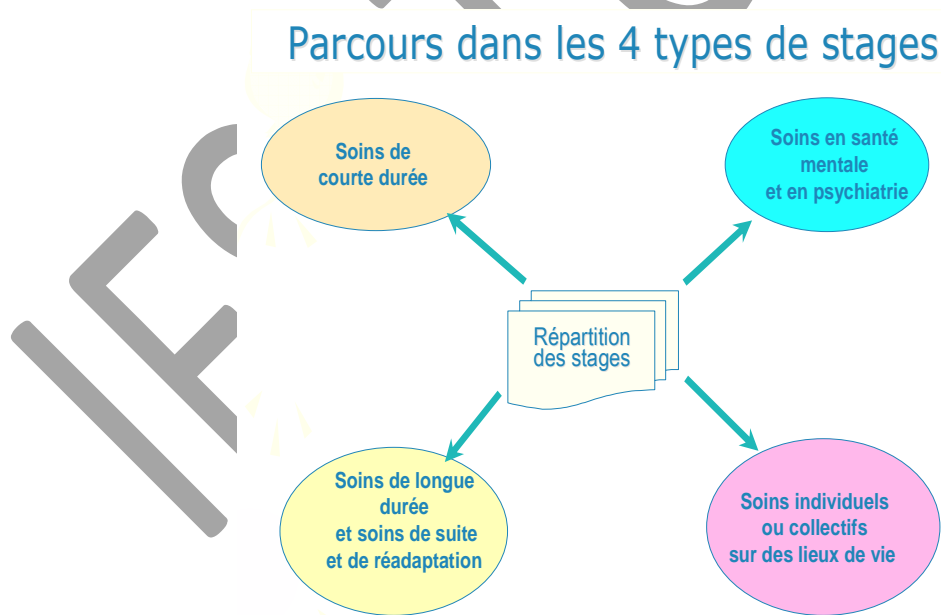 Parcours dans les 4 types de stages
Soins de
courte durée
Soins en santé
mentale
et en psychiatrie
Répartition
des stages
Soins de longue
durée
et soins de suite
et de réadaptation
Soins individuels
ou collectifs
sur des lieux de vie